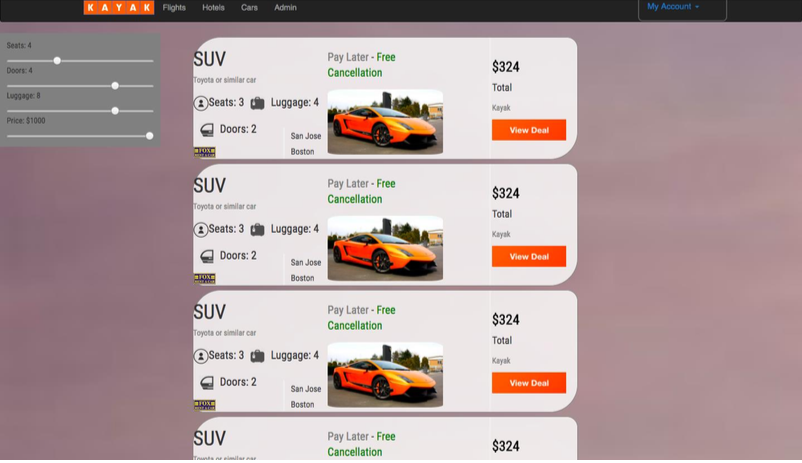 KAYAK Flights Hotels Cars Admin My Account
Seats: 4
Doors: 4
Luggage: 8
Price: $1000
SUV
Toyota or similar car
Seats: 3 Luggage: 4
Doors: 2
FOX
San Jose
Boston
Pay Later - Free
Cancellation
$324
Total
Kayak
View Deal
SUV
Toyota or similar car
Seats: 3 Luggage: 4
Doors: 2
FOX
San Jose
Boston
Pay Later - Free
Cancellation
$324
Total
Kayak
View Deal
SUV
Toyota or similar car
Seats: 3 Luggage: 4
Doors: 2
FOX
San Jose
Boston
Pay Later - Free
Cancellation
$324
Total
Kayak
View Deal
SUV
Toyota or similar car
Pay Later - Free
Cancellation
$324